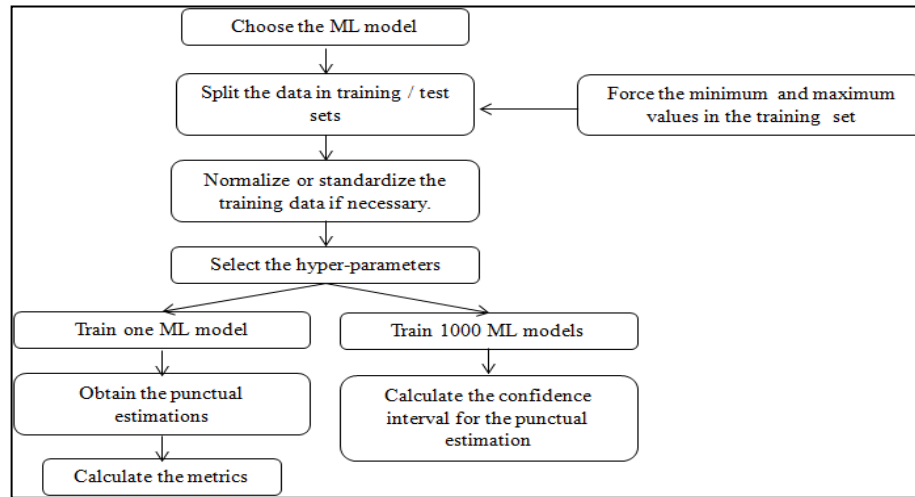 Choose the ML model
Split the data in training / test
sets
Force the minimum and maximum
values in the training set
Normalize or standardize the
training data if necessary.
Select the hyper-parameters
Train one ML model
Train 1000 ML models
Obtain the punctual
estimations
Calculate the confidence
interval for the punctual
estimation
Calculate the metrics